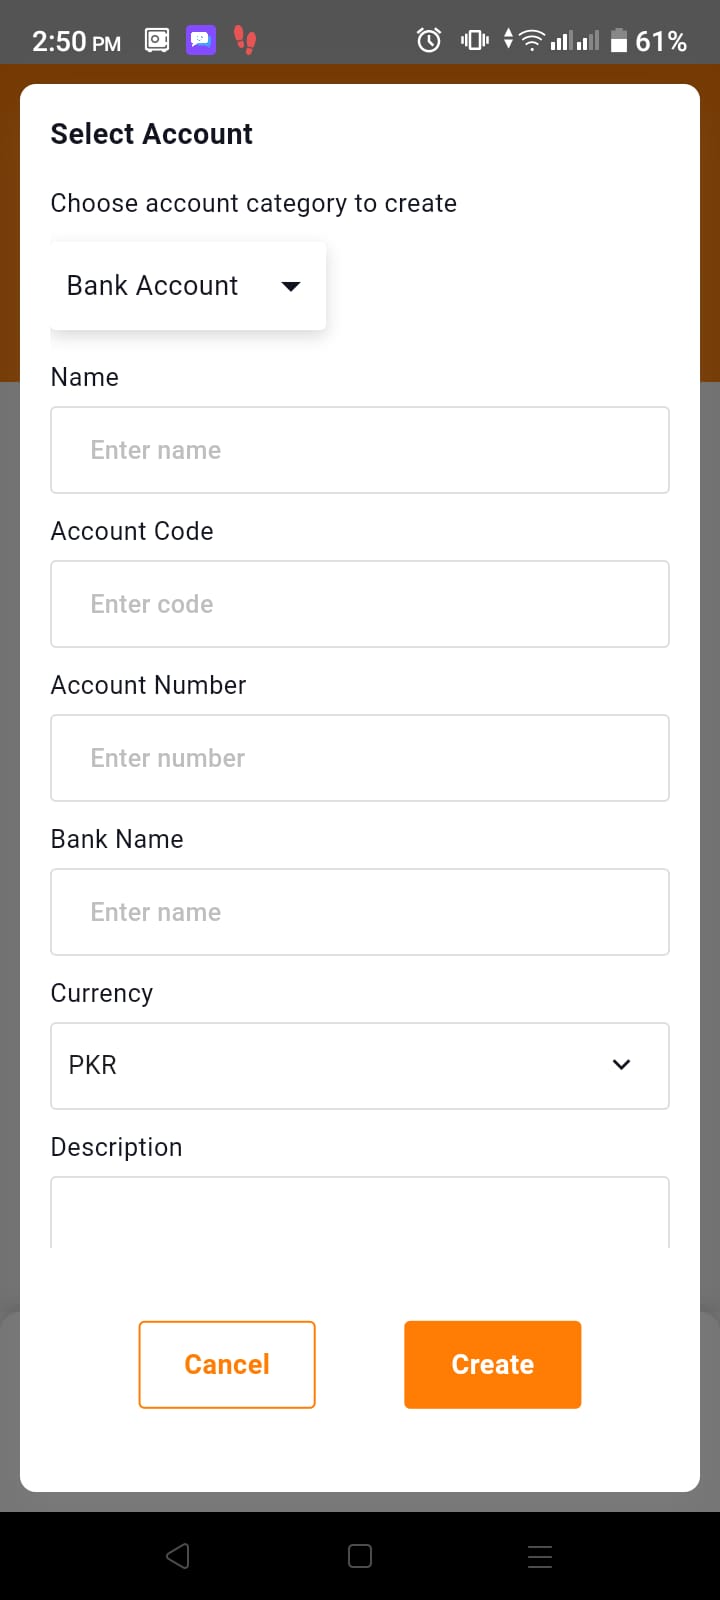 2:50 PM
61%
Select Account
Choose account category to create
Bank Account
Name
Enter name
Account Code
Enter code
Account Number
Enter number
Bank Name
Enter name
Currency
PKR
Description
Cancel
Create